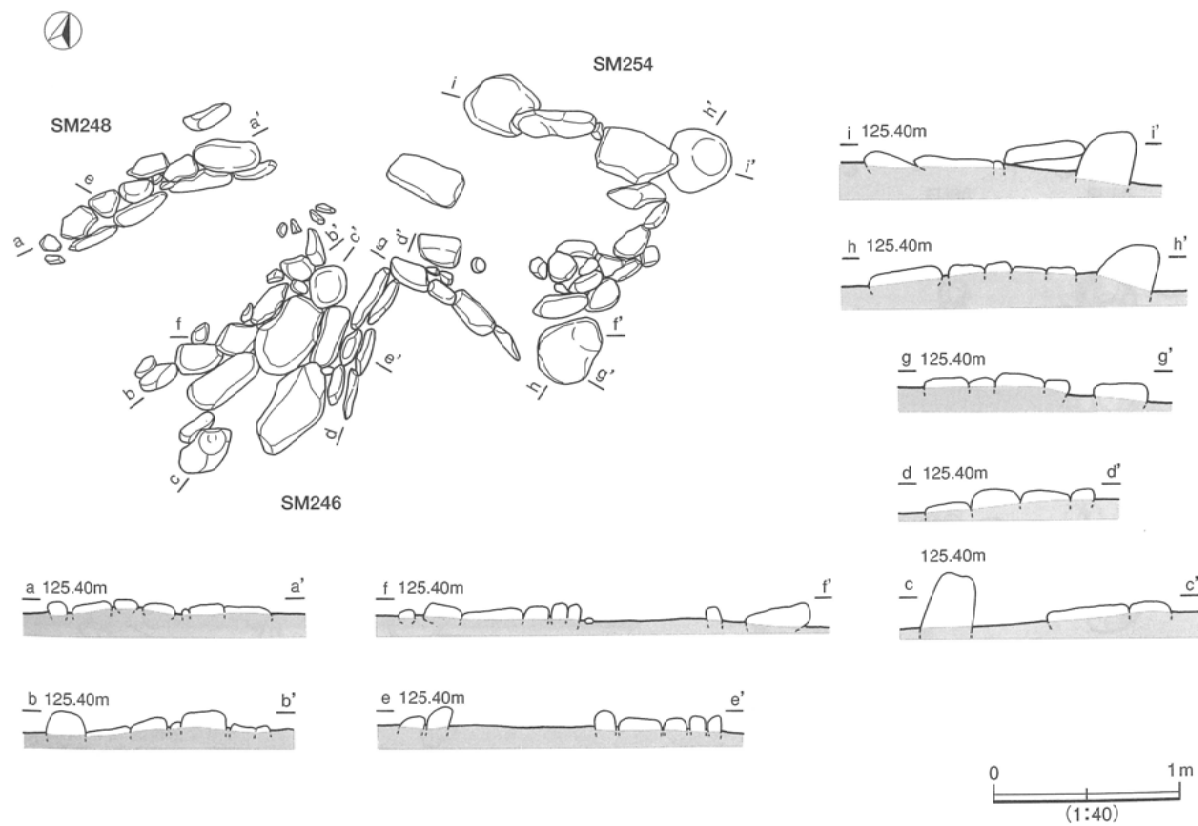 SM254
SM248
i
h'
i'
a'
e
a
b'
c'
g
d'
f
b
e'
f'
h
g'
d
c
SM246
i 125.40m i'
h 125.40m h'
g 125.40m g'
d 125.40m d'
125.40m
c c'
a 125.40m a'
f 125.40m f'
b 125.40m b'
e 125.40m e'
0 1m
(1:40)